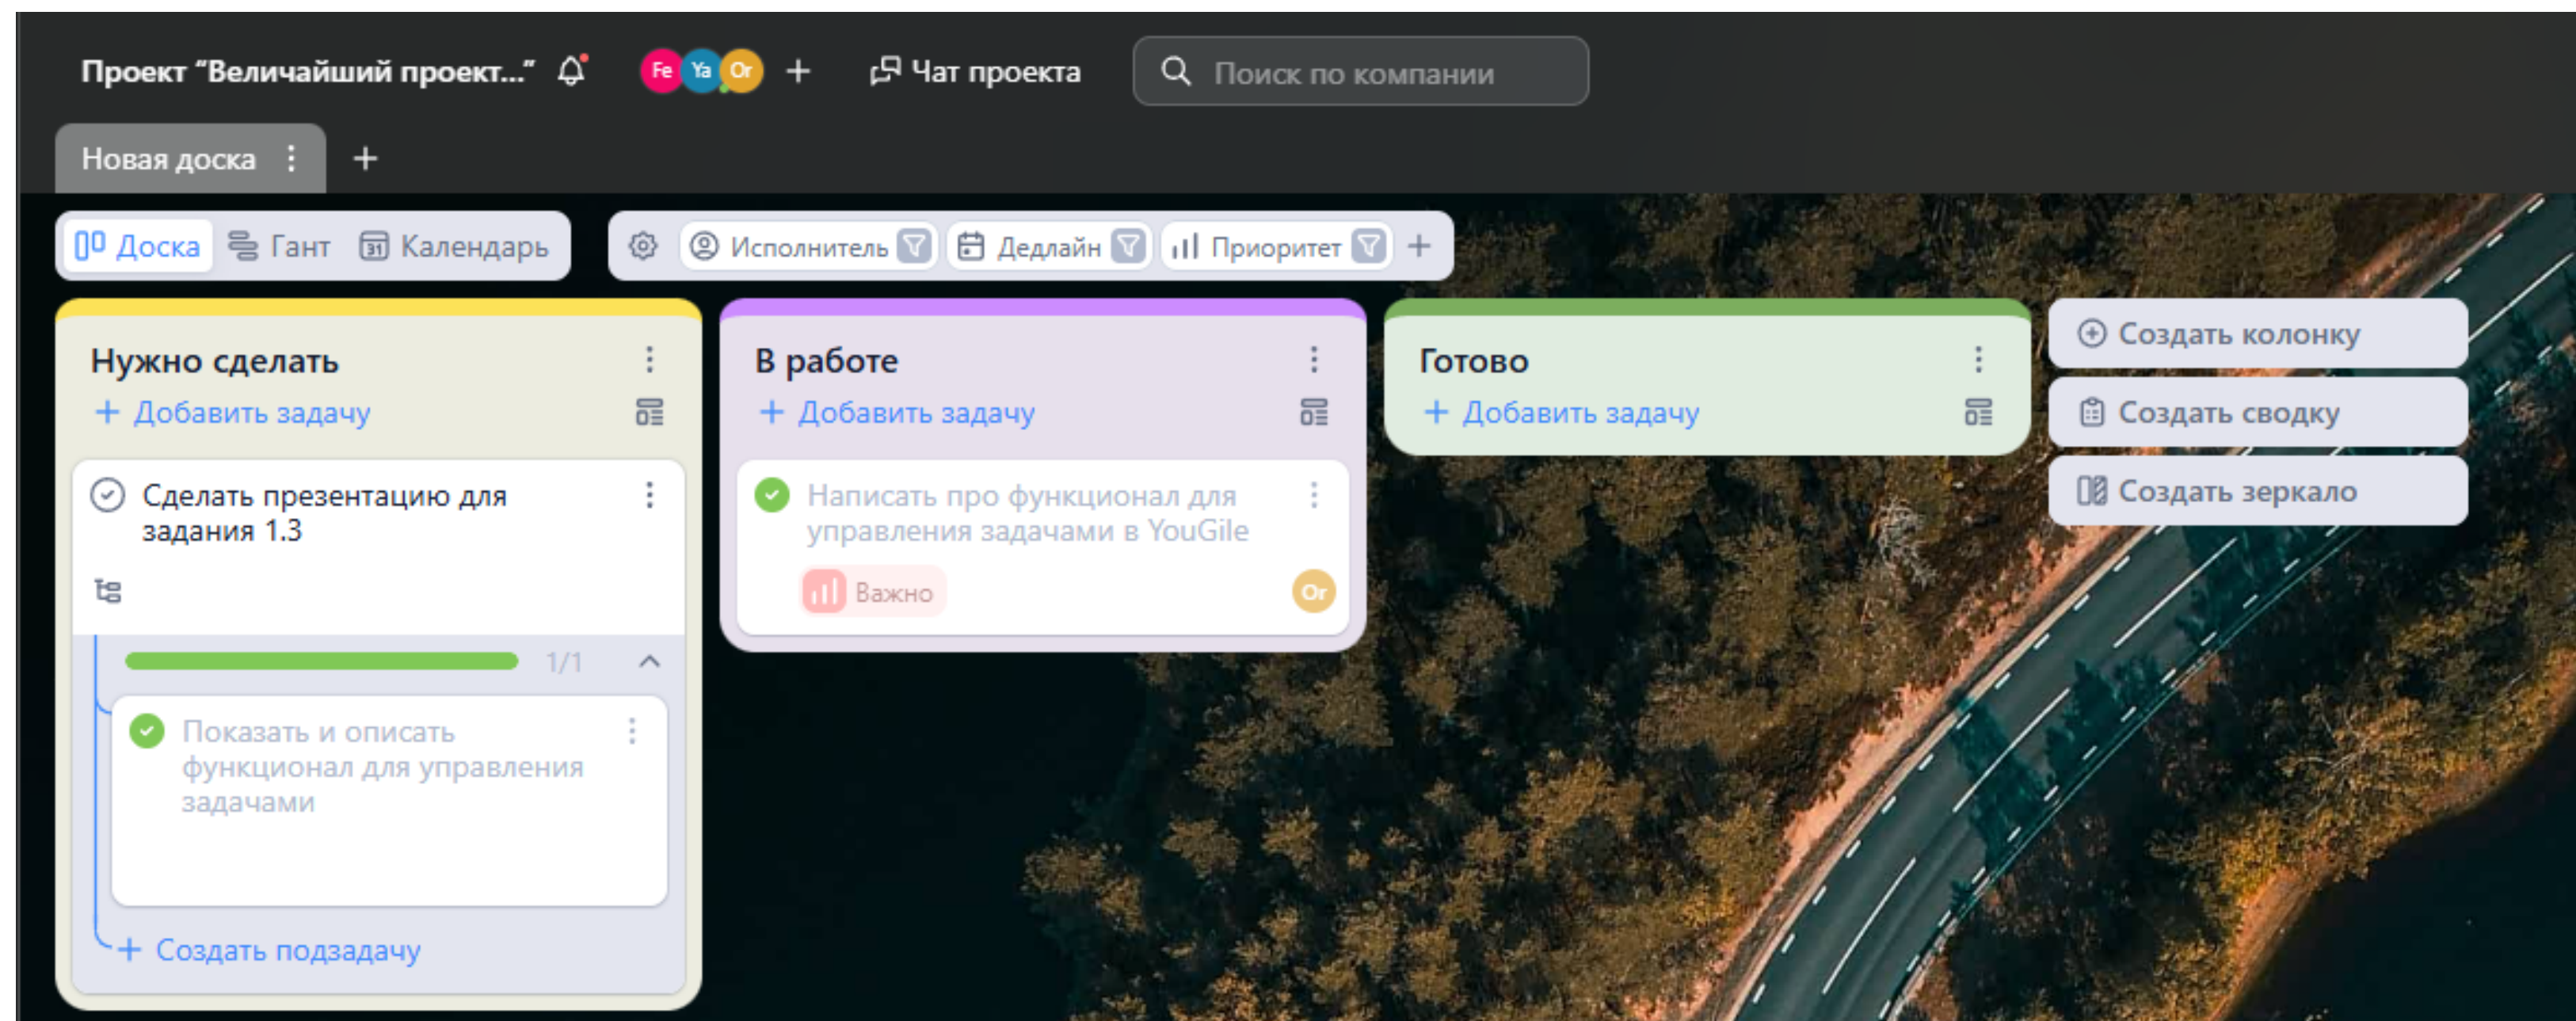 Проект “Величайший проект...”
Fe Ya Or
Чат проекта
Поиск по компании
Новая доска
Доска
Гант
31 Календарь
Исполнитель
Дедлайн
Приоритет
Нужно сделать
Добавить задачу
Сделать презентацию для
задания 1.3
1/1
Показать и описать
функционал для управления
задачами
Создать подзадачу
В работе
Добавить задачу
Написать про функционал для
управления задачами в YouGile
Важно
Or
Готово
Добавить задачу
Создать колонку
Создать сводку
Создать зеркало